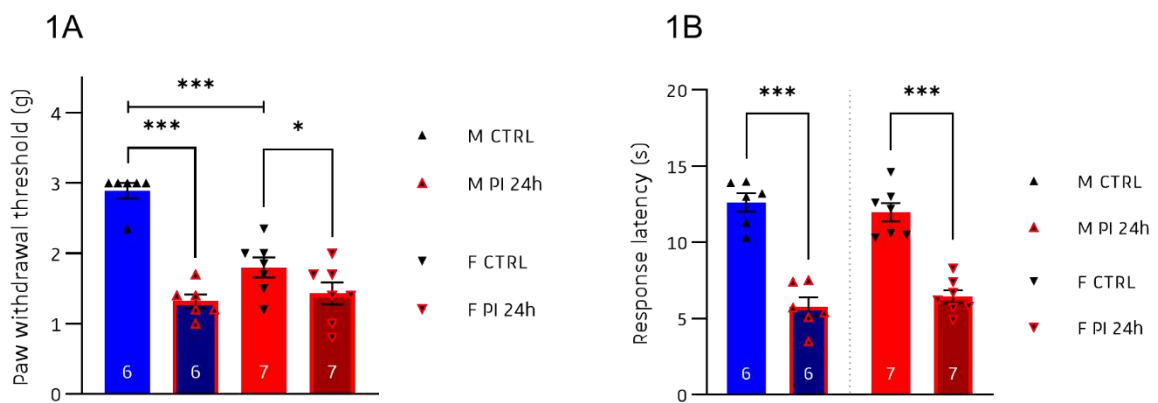 1A
Paw withdrawal threshold (g)
4
3
2
1
0
***
***
*
6
6
7
7
M CTRL
M PI 24h
F CTRL
F PI 24h
1B
Response latency (s)
20
15
10
5
0
***
***
6
6
7
7
M CTRL
M PI 24h
F CTRL
F PI 24h